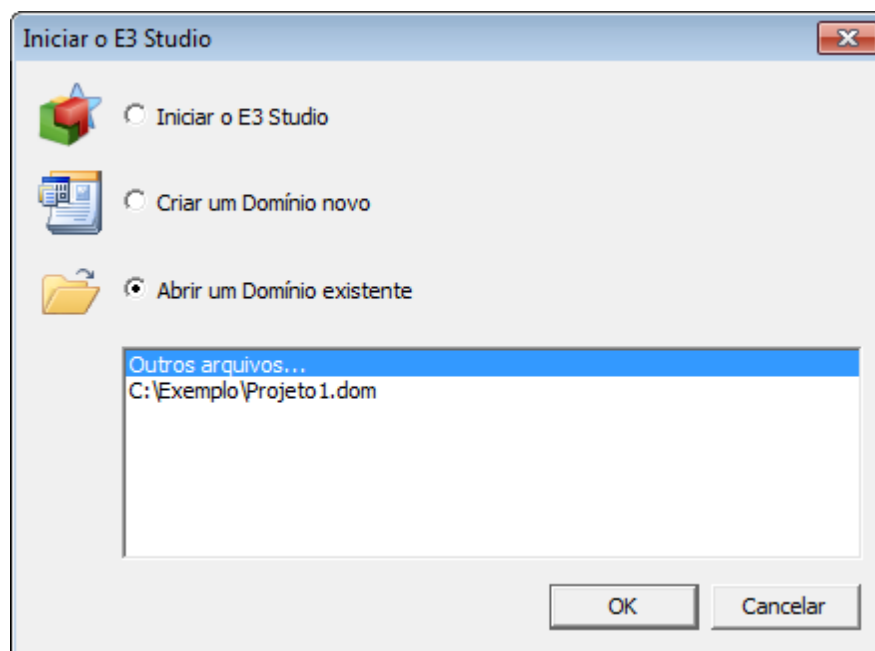 Iniciar o E3 Studio
Iniciar o E3 Studio
Criar um Domínio novo
Abrir um Domínio existente
Outros arquivos...
C:\Exemplo\Projeto1.dom
OK
Cancelar